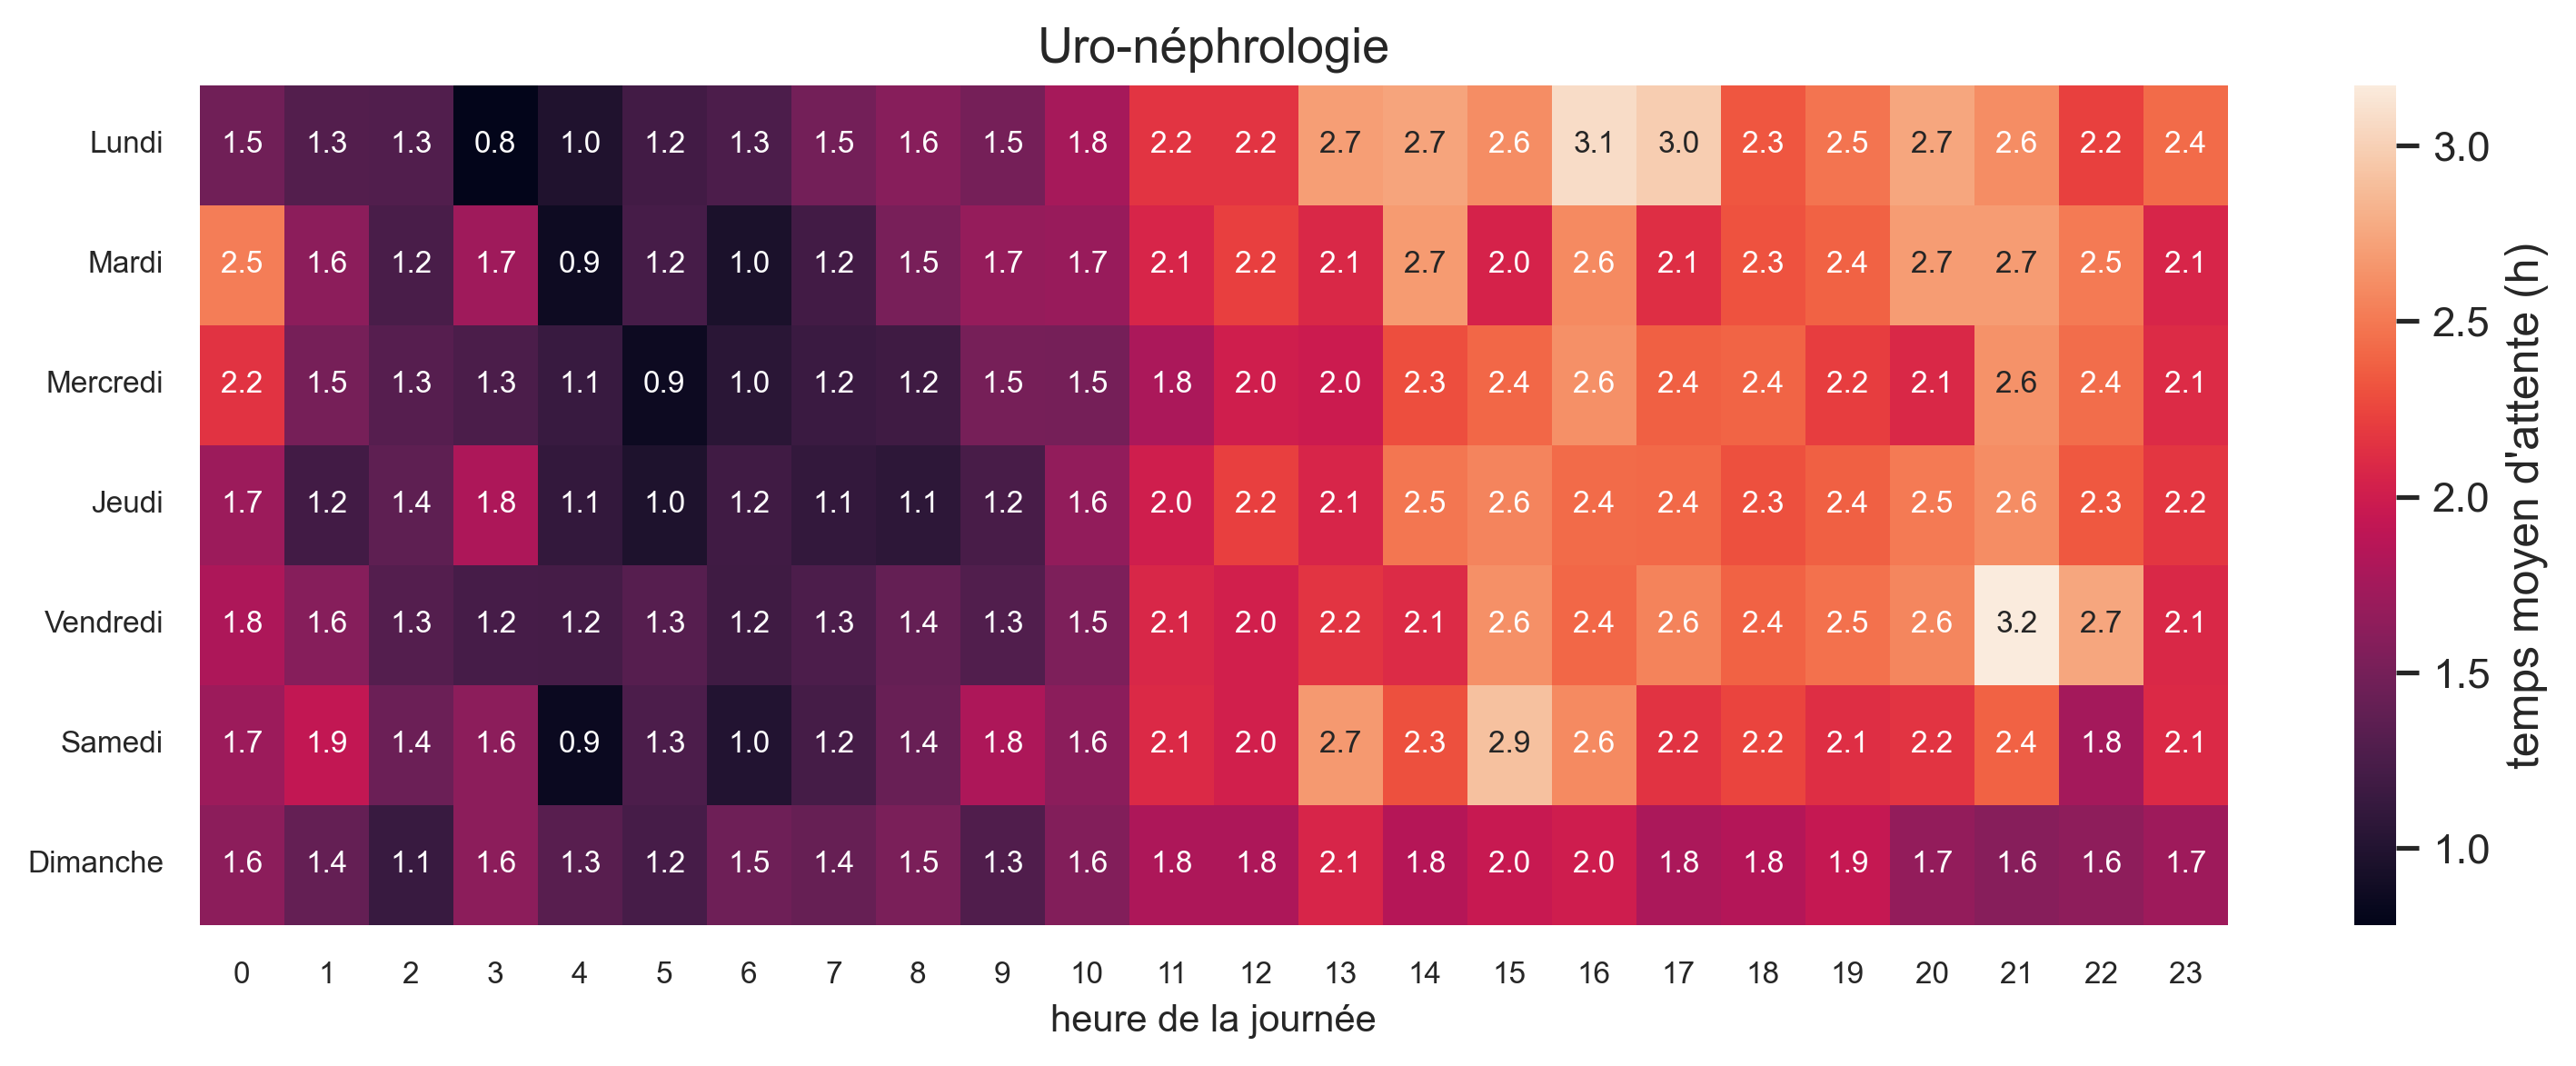 Uro-néphrologie
Lundi 1.5 1.3 1.3 0.8 1.0 1.2 1.3 1.5 1.6 1.5 1.8 2.2 2.2 2.7 2.7 2.6 3.1 3.0 2.3 2.5 2.7 2.6 2.2 2.4
Mardi 2.5 1.6 1.2 1.7 0.9 1.2 1.0 1.2 1.5 1.7 1.7 2.1 2.2 2.1 2.7 2.0 2.6 2.1 2.3 2.4 2.7 2.7 2.5 2.1
Mercredi 2.2 1.5 1.3 1.3 1.1 0.9 1.0 1.2 1.2 1.5 1.5 1.8 2.0 2.0 2.3 2.4 2.6 2.4 2.4 2.2 2.1 2.6 2.4 2.1
Jeudi 1.7 1.2 1.4 1.8 1.1 1.0 1.2 1.1 1.1 1.2 1.6 2.0 2.2 2.1 2.5 2.6 2.4 2.4 2.3 2.4 2.5 2.6 2.3 2.2
Vendredi 1.8 1.6 1.3 1.2 1.2 1.3 1.2 1.3 1.4 1.3 1.5 2.1 2.0 2.2 2.1 2.6 2.4 2.6 2.4 2.5 2.6 3.2 2.7 2.1
Samedi 1.7 1.9 1.4 1.6 0.9 1.3 1.0 1.2 1.4 1.8 1.6 2.1 2.0 2.7 2.3 2.9 2.6 2.2 2.2 2.1 2.2 2.4 1.8 2.1
Dimanche 1.6 1.4 1.1 1.6 1.3 1.2 1.5 1.4 1.5 1.3 1.6 1.8 1.8 2.1 1.8 2.0 2.0 1.8 1.8 1.9 1.7 1.6 1.6 1.7
0 1 2 3 4 5 6 7 8 9 10 11 12 13 14 15 16 17 18 19 20 21 22 23
heure de la journée
3.0
2.5
2.0
1.5
1.0
temps moyen d'attente (h)